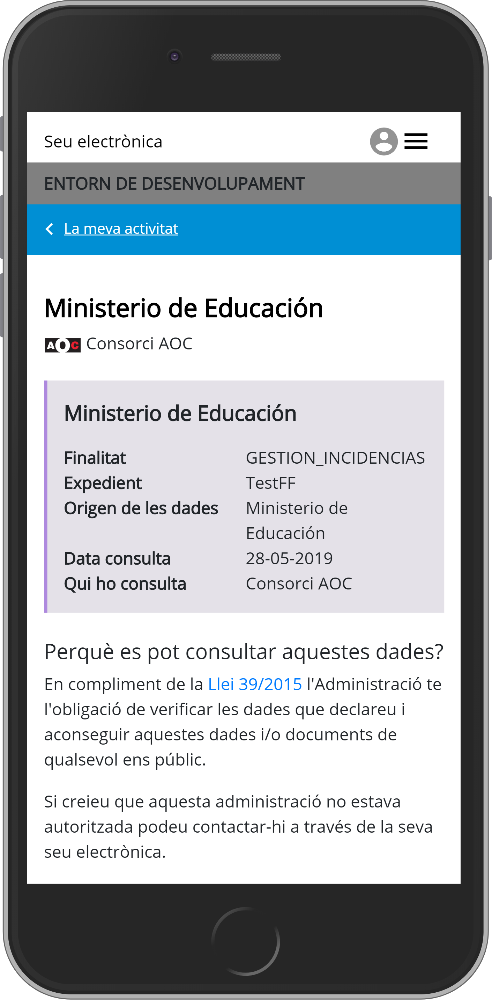 Seu electrònica
ENTORN DE DESENVOLUPAMENT
La meva activitat
Ministerio de Educación
AOC Consorci AOC
Ministerio de Educación
Finalitat GESTION_INCIDENCIAS
Expedient TestFF
Origen de les dades Ministerio de
Educación
Data consulta 28-05-2019
Qui ho consulta Consorci AOC
Perquè es pot consultar aquestes dades?
En compliment de la Llei 39/2015 l'Administració te
l'obligació de verificar les dades que declareu i
aconseguir aquestes dades i/o documents de
qualsevol ens públic.
Si creieu que aquesta administració no estava
autoritzada podeu contactar-hi a través de la seva
seu electrònica.